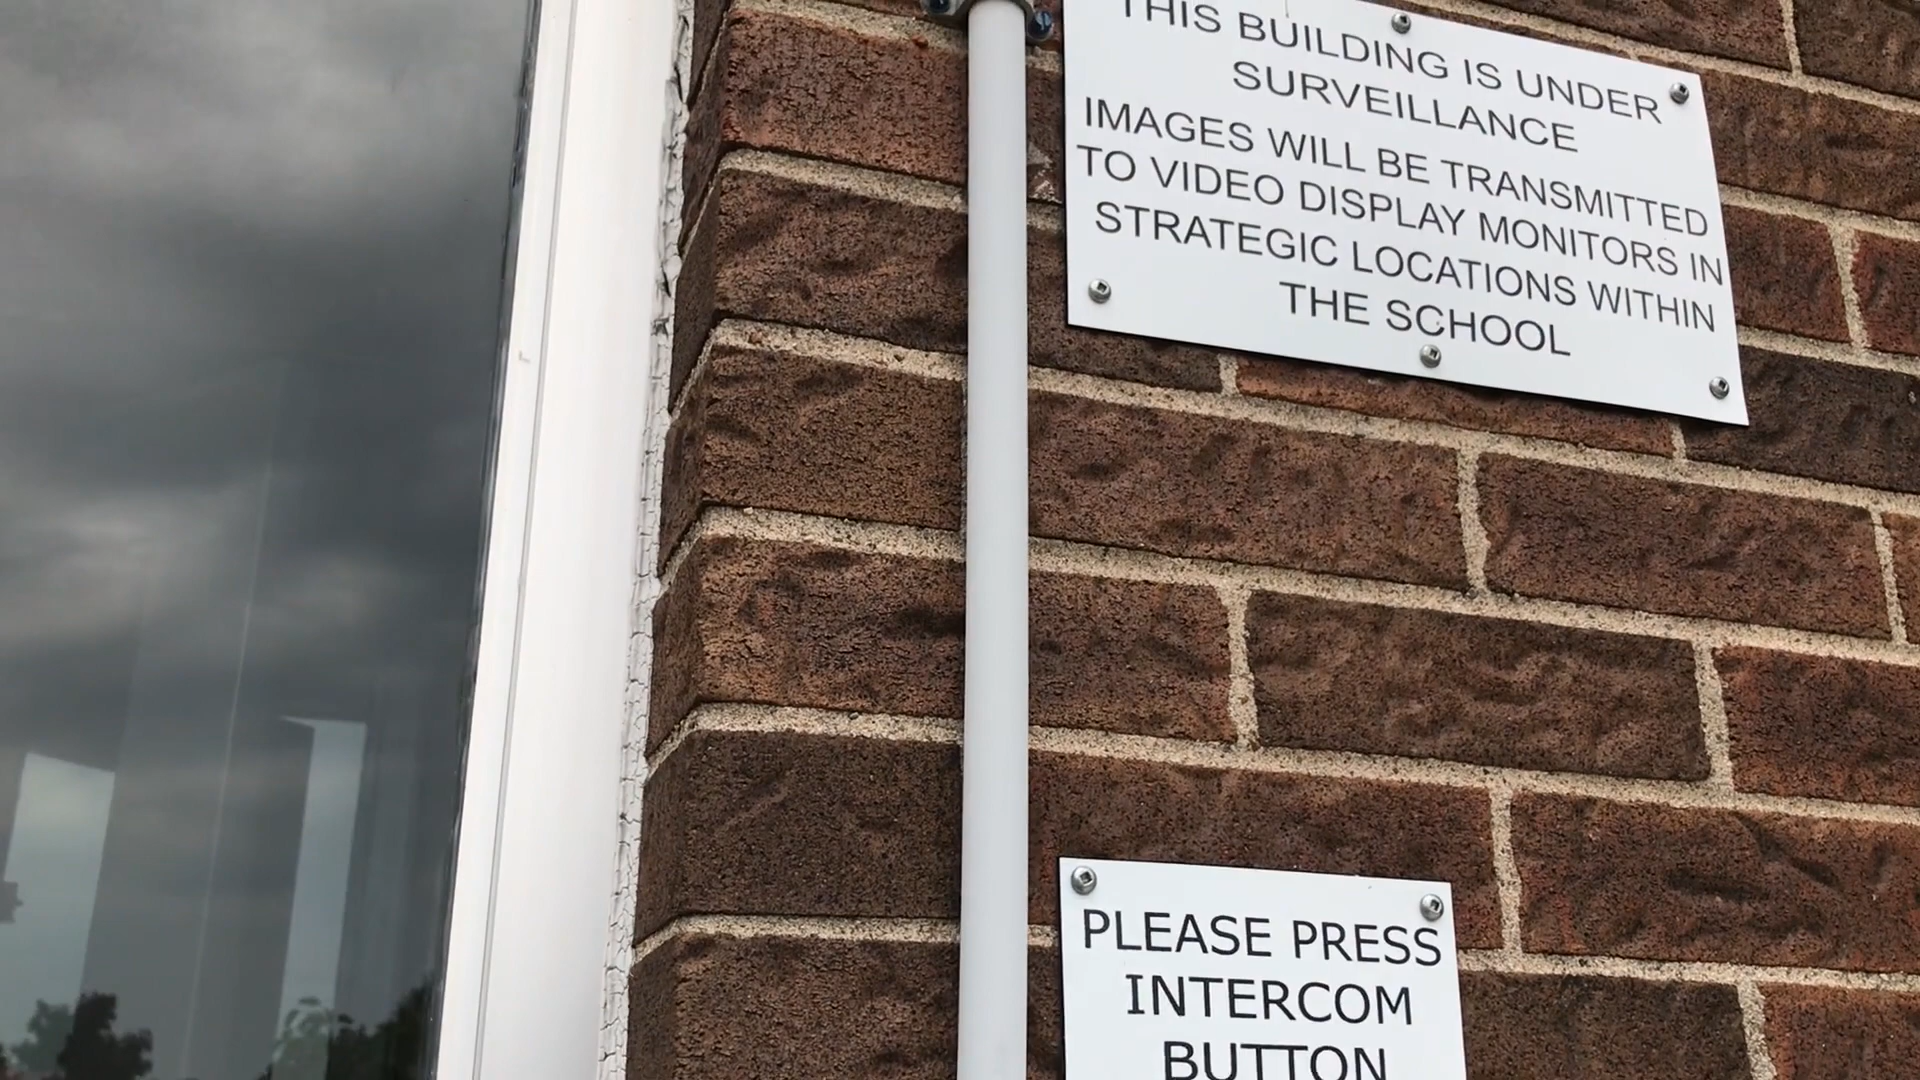 THIS BUILDING IS UNDER
SURVEILLANCE
IMAGES WILL BE TRANSMITTED
TO VIDEO DISPLAY MONITORS IN
STRATEGIC LOCATIONS WITHIN
THE SCHOOL
PLEASE PRESS
INTERCOM
BUTTON